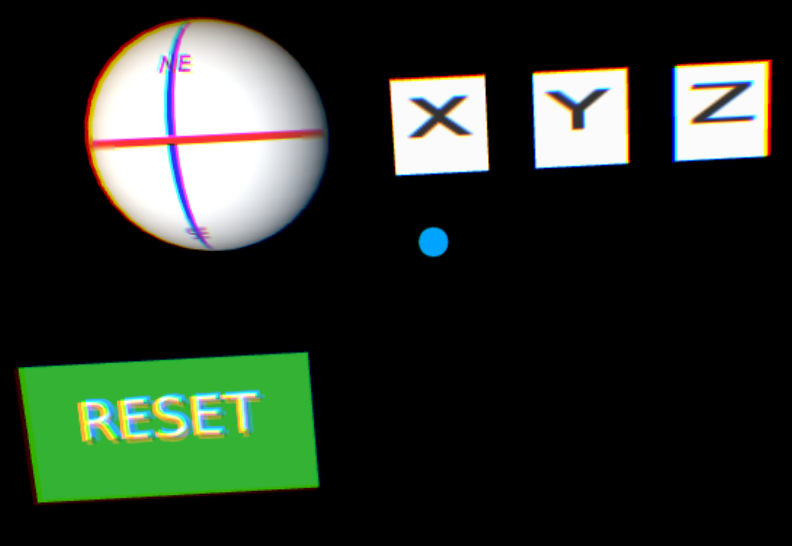 NE
X Y Z
RESET